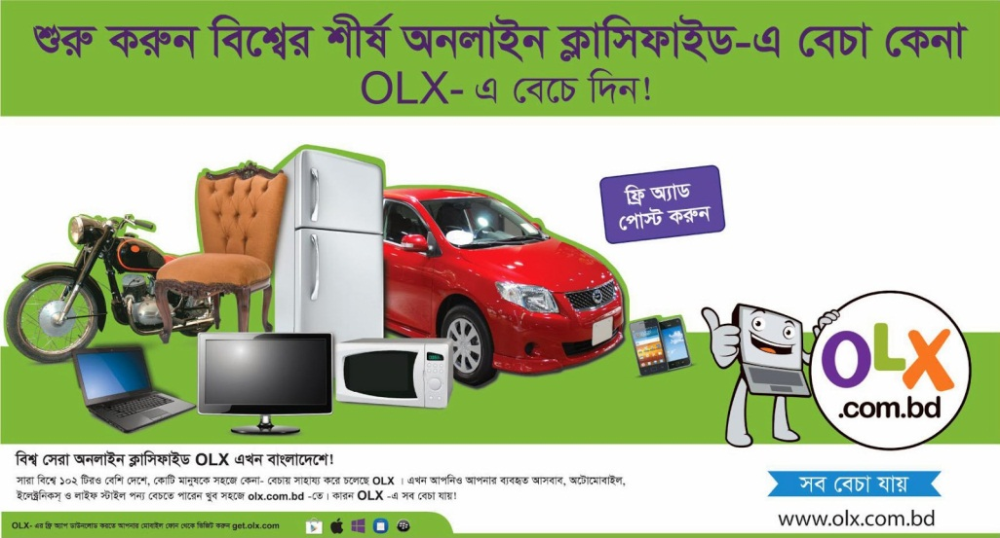 শুরু করুন বিশ্বের শীর্ষ অনলাইন ক্লাসিফাইড-এ বেচা কেনা
OLX- এ বেচে দিন!
ফ্রি অ্যাড
পোস্ট করুন
OLX
.com.bd
বিশ্ব সেরা অনলাইন ক্লাসিফাইড OLX এখন বাংলাদেশে!
সারা বিশ্বে ১০২ টিরও বেশি দেশে, কোটি মানুষকে সহজে কেনা- বেচায় সাহায্য করে চলেছে OLX । এখন আপনিও আপনার ব্যবহৃত আসবাব, অটোমোবাইল,
ইলেক্ট্রনিকস্ ও লাইফ স্টাইল পন্য বেচতে পারেন খুব সহজে olx.com.bd -তে। কারন OLX -এ সব বেচা যায়!
সব বেচা যায়
www.olx.com.bd
OLX- এর ফ্রি অ্যাপ ডাউনলোড করতে আপনার মোবাইল ফোন থেকে ভিজিট করুন get.olx.com